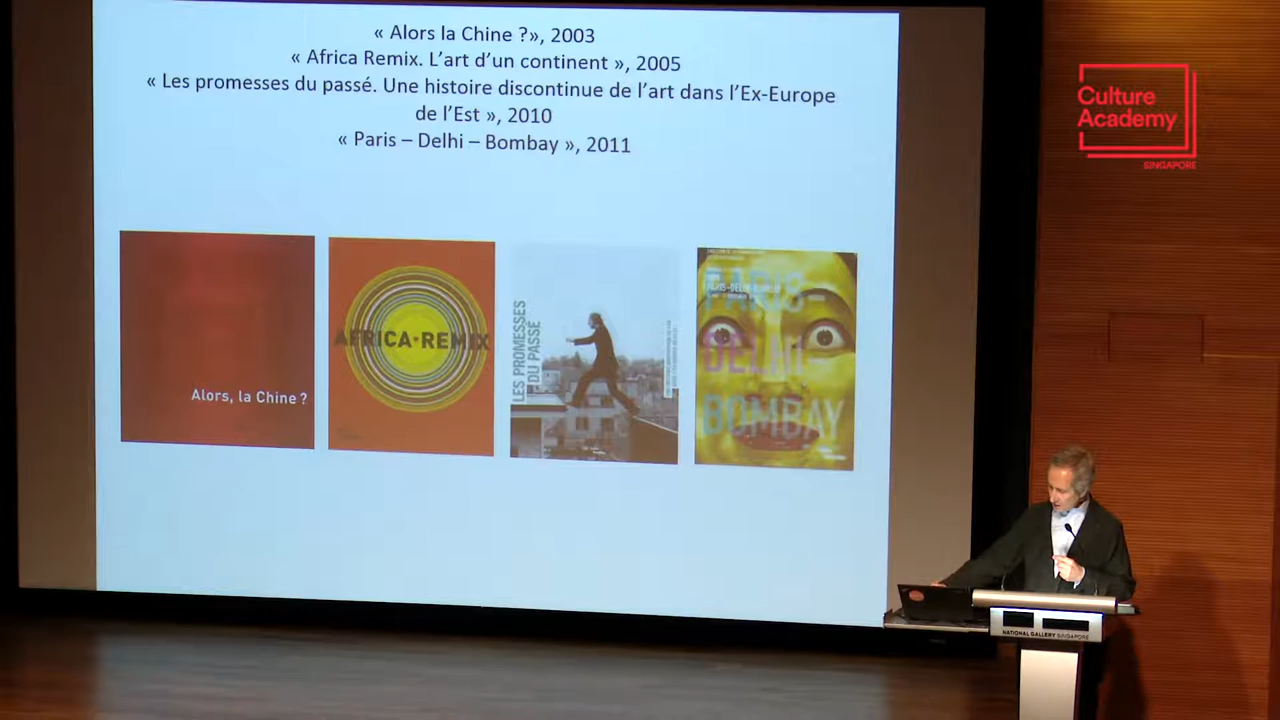 « Alors la Chine ?», 2003
« Africa Remix. L’art d’un continent », 2005
« Les promesses du passé. Une histoire discontinue de l’art dans l’Ex-Europe
de l’Est », 2010
« Paris – Delhi – Bombay », 2011
Culture
Academy
SINGAPORE
Alors, la Chine ?
AFRICA·REMIX
LES PROMESSES
DU PASSÉ
PARIS-
DELHI
BOMBAY
NATIONAL GALLERY SINGAPORE